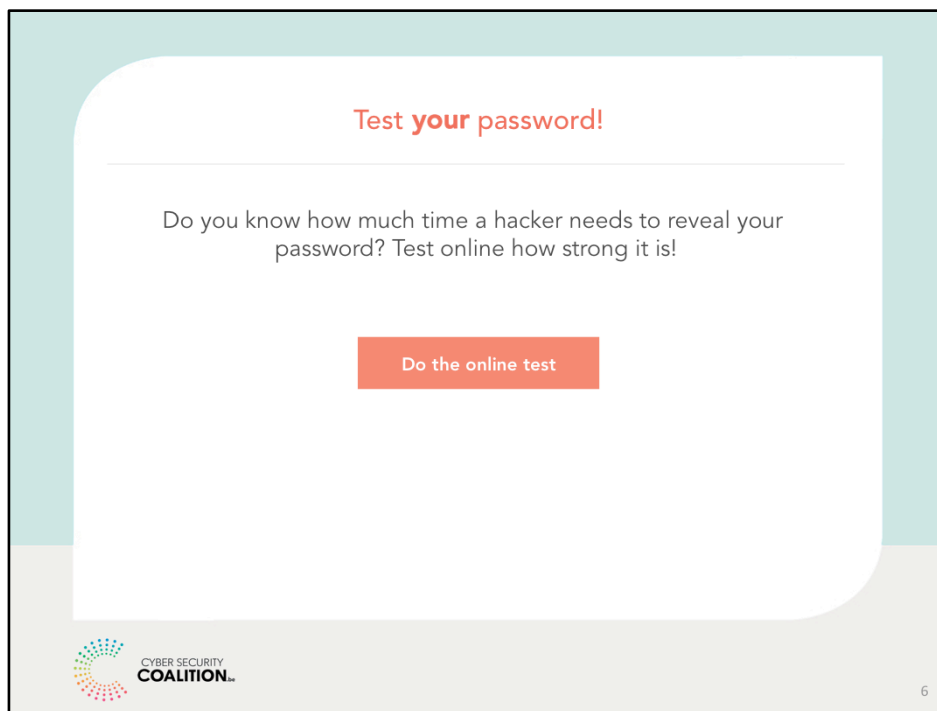 Test your password!
Do you know how much time a hacker needs to reveal your
password? Test online how strong it is!
Do the online test
CYBER SECURITY
COALITION.be
6